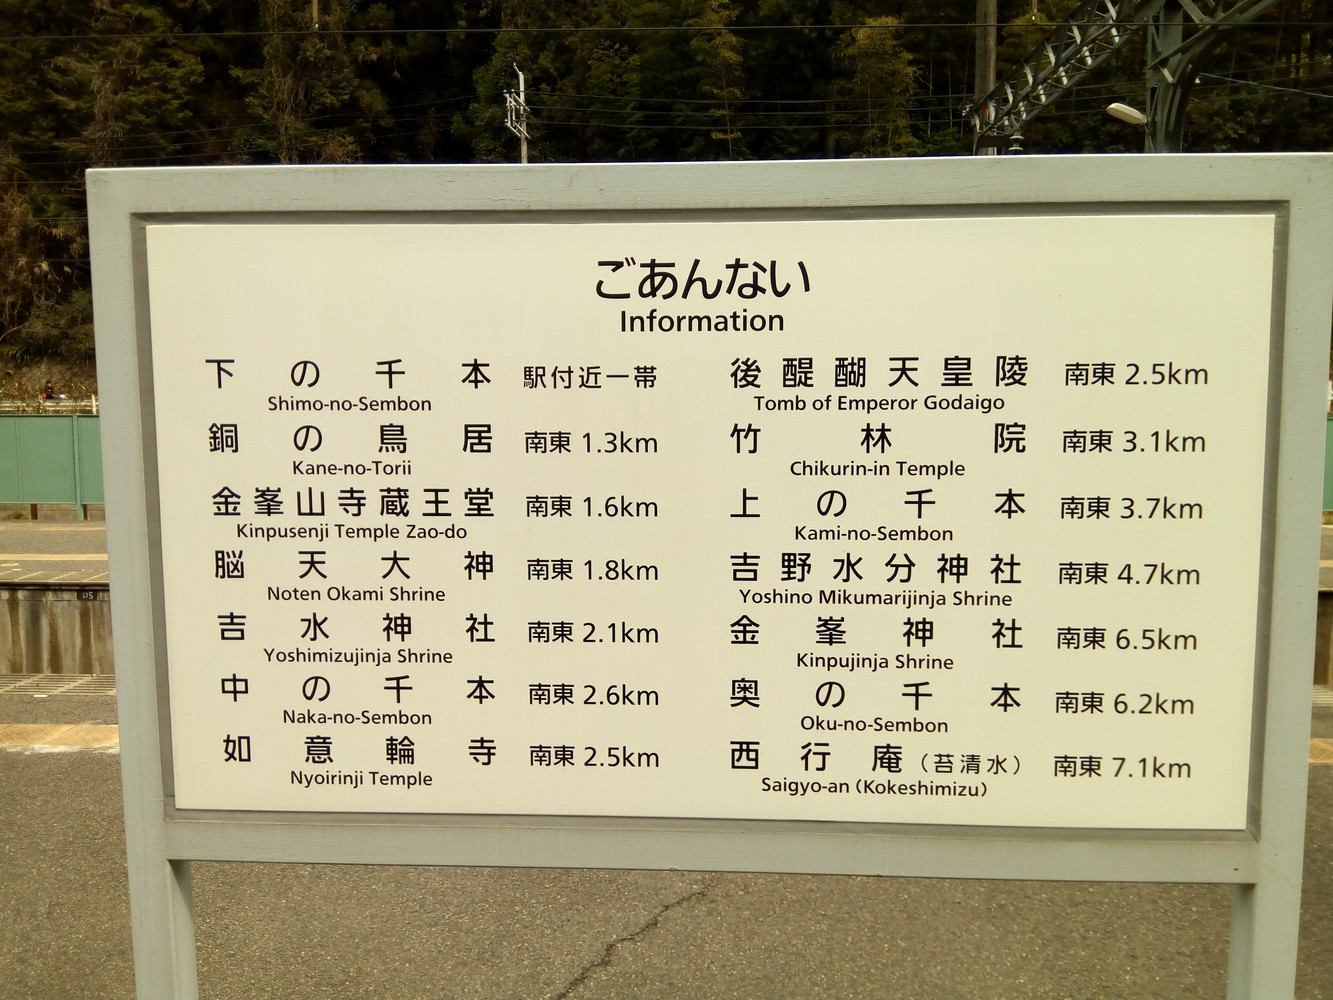 ごあんない
Information
下の千本 駅付近一帯
Shimo-no-Sembon
銅の鳥居 南東 1.3km
Kane-no-Torii
金峯山寺蔵王堂 南東 1.6km
Kinpusenji Temple Zao-do
脳天大神 南東 1.8km
Noten Okami Shrine
吉水神社 南東 2.1km
Yoshimizujinja Shrine
中の千本 南東 2.6km
Naka-no-Sembon
如意輪寺 南東 2.5km
Nyoirinji Temple
後醍醐天皇陵 南東 2.5km
Tomb of Emperor Godaigo
竹林院 南東 3.1km
Chikurin-in Temple
上の千本 南東 3.7km
Kami-no-Sembon
吉野水分神社 南東 4.7km
Yoshino Mikumarijinja Shrine
金峯神社 南東 6.5km
Kinpujinja Shrine
奥の千本 南東 6.2km
Oku-no-Sembon
西行庵（苔清水） 南東 7.1km
Saigyo-an (Kokeshimizu)